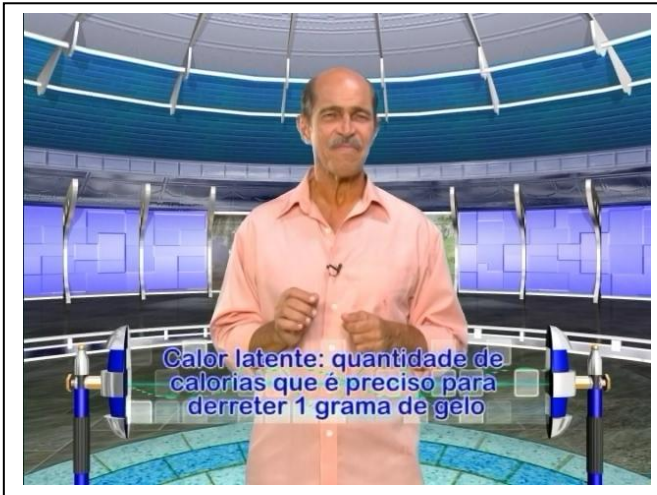 Calor latente: quantidade de
calorias que é preciso para
derreter 1 grama de gelo